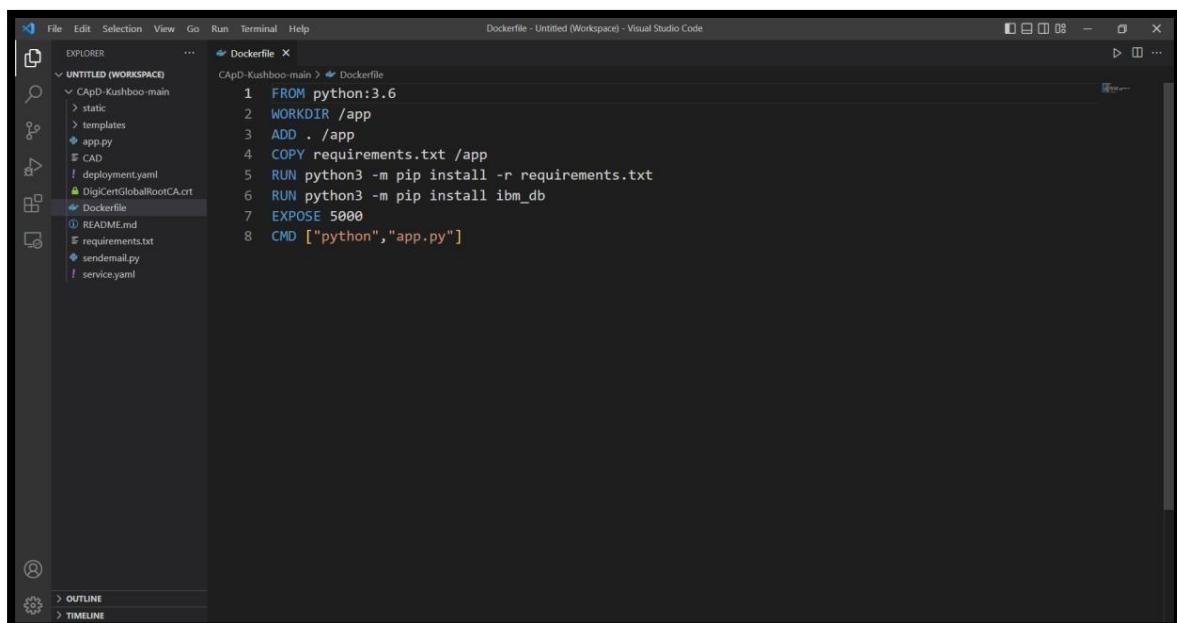 File Edit Selection View Go Run Terminal Help
Dockerfile - Untitled (Workspace) - Visual Studio Code
EXPLORER
UNTITLED (WORKSPACE)
CApD-Kushboo-main
static
templates
app.py
CAD
deployment.yaml
DigiCertGlobalRootCA.crt
Dockerfile
README.md
requirements.txt
sendemail.py
service.yaml
OUTLINE
TIMELINE
Dockerfile
CApD-Kushboo-main > Dockerfile
1 FROM python:3.6
2 WORKDIR /app
3 ADD . /app
4 COPY requirements.txt /app
5 RUN python3 -m pip install -r requirements.txt
6 RUN python3 -m pip install ibm_db
7 EXPOSE 5000
8 CMD ["python","app.py"]